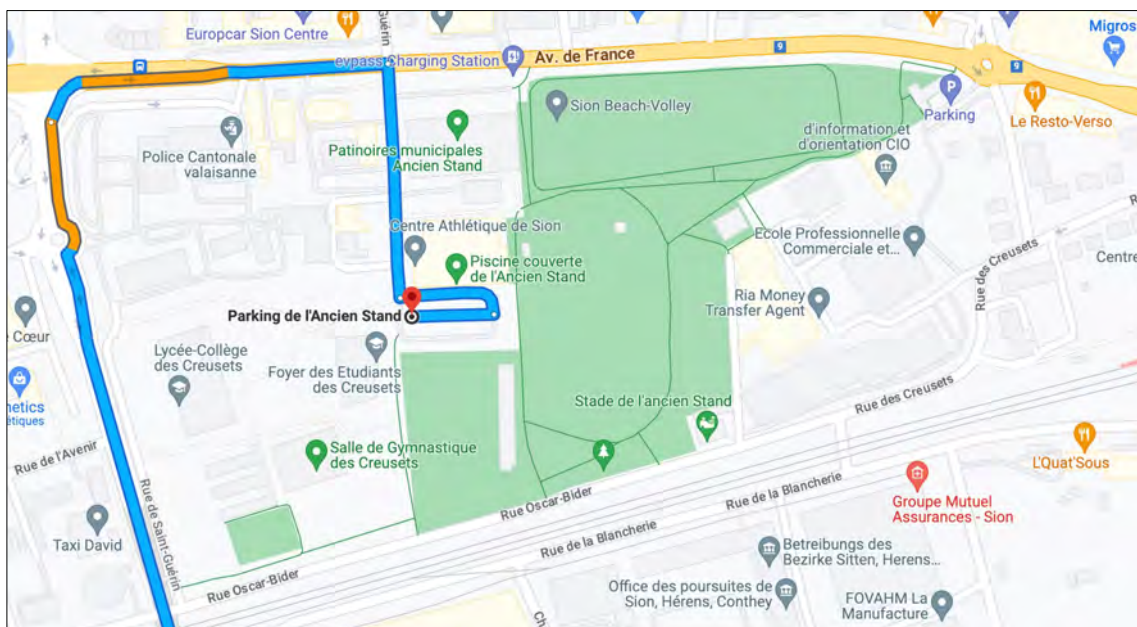 Europcar Sion Centre
Guérin
evpass Charging Station
Av. de France
9
9
Migros
Sion Beach-Volley
P
Parking
Le Resto-Verso
d'information et
d'orientation CIO
Police Cantonale
valaisanne
Patinoires municipales
Ancien Stand
Centre Athlétique de Sion
Piscine couverte
de l'Ancien Stand
Ecole Professionnelle
Commerciale et...
Rue des Creusets
Centre
Ria Money
Transfer Agent
Parking de l'Ancien Stand
Cœur
Lycée-Collège
des Creusets
Foyer des Etudiants
des Creusets
netics
étiques
Stade de l'ancien Stand
Rue des Creusets
Rue de l'Avenir
Salle de Gymnastique
des Creusets
L'Quat'Sous
Rue de Saint-Guérin
Rue Oscar-Bider
Rue de la Blancherie
Groupe Mutuel
Assurances - Sion
Taxi David
Rue de la Blancherie
Betreibungs des
Bezirke Sitten, Herens...
Rue Oscar-Bider
Office des poursuites de
Sion, Hérens, Conthey
FOVAHM La
Manufacture
Ch